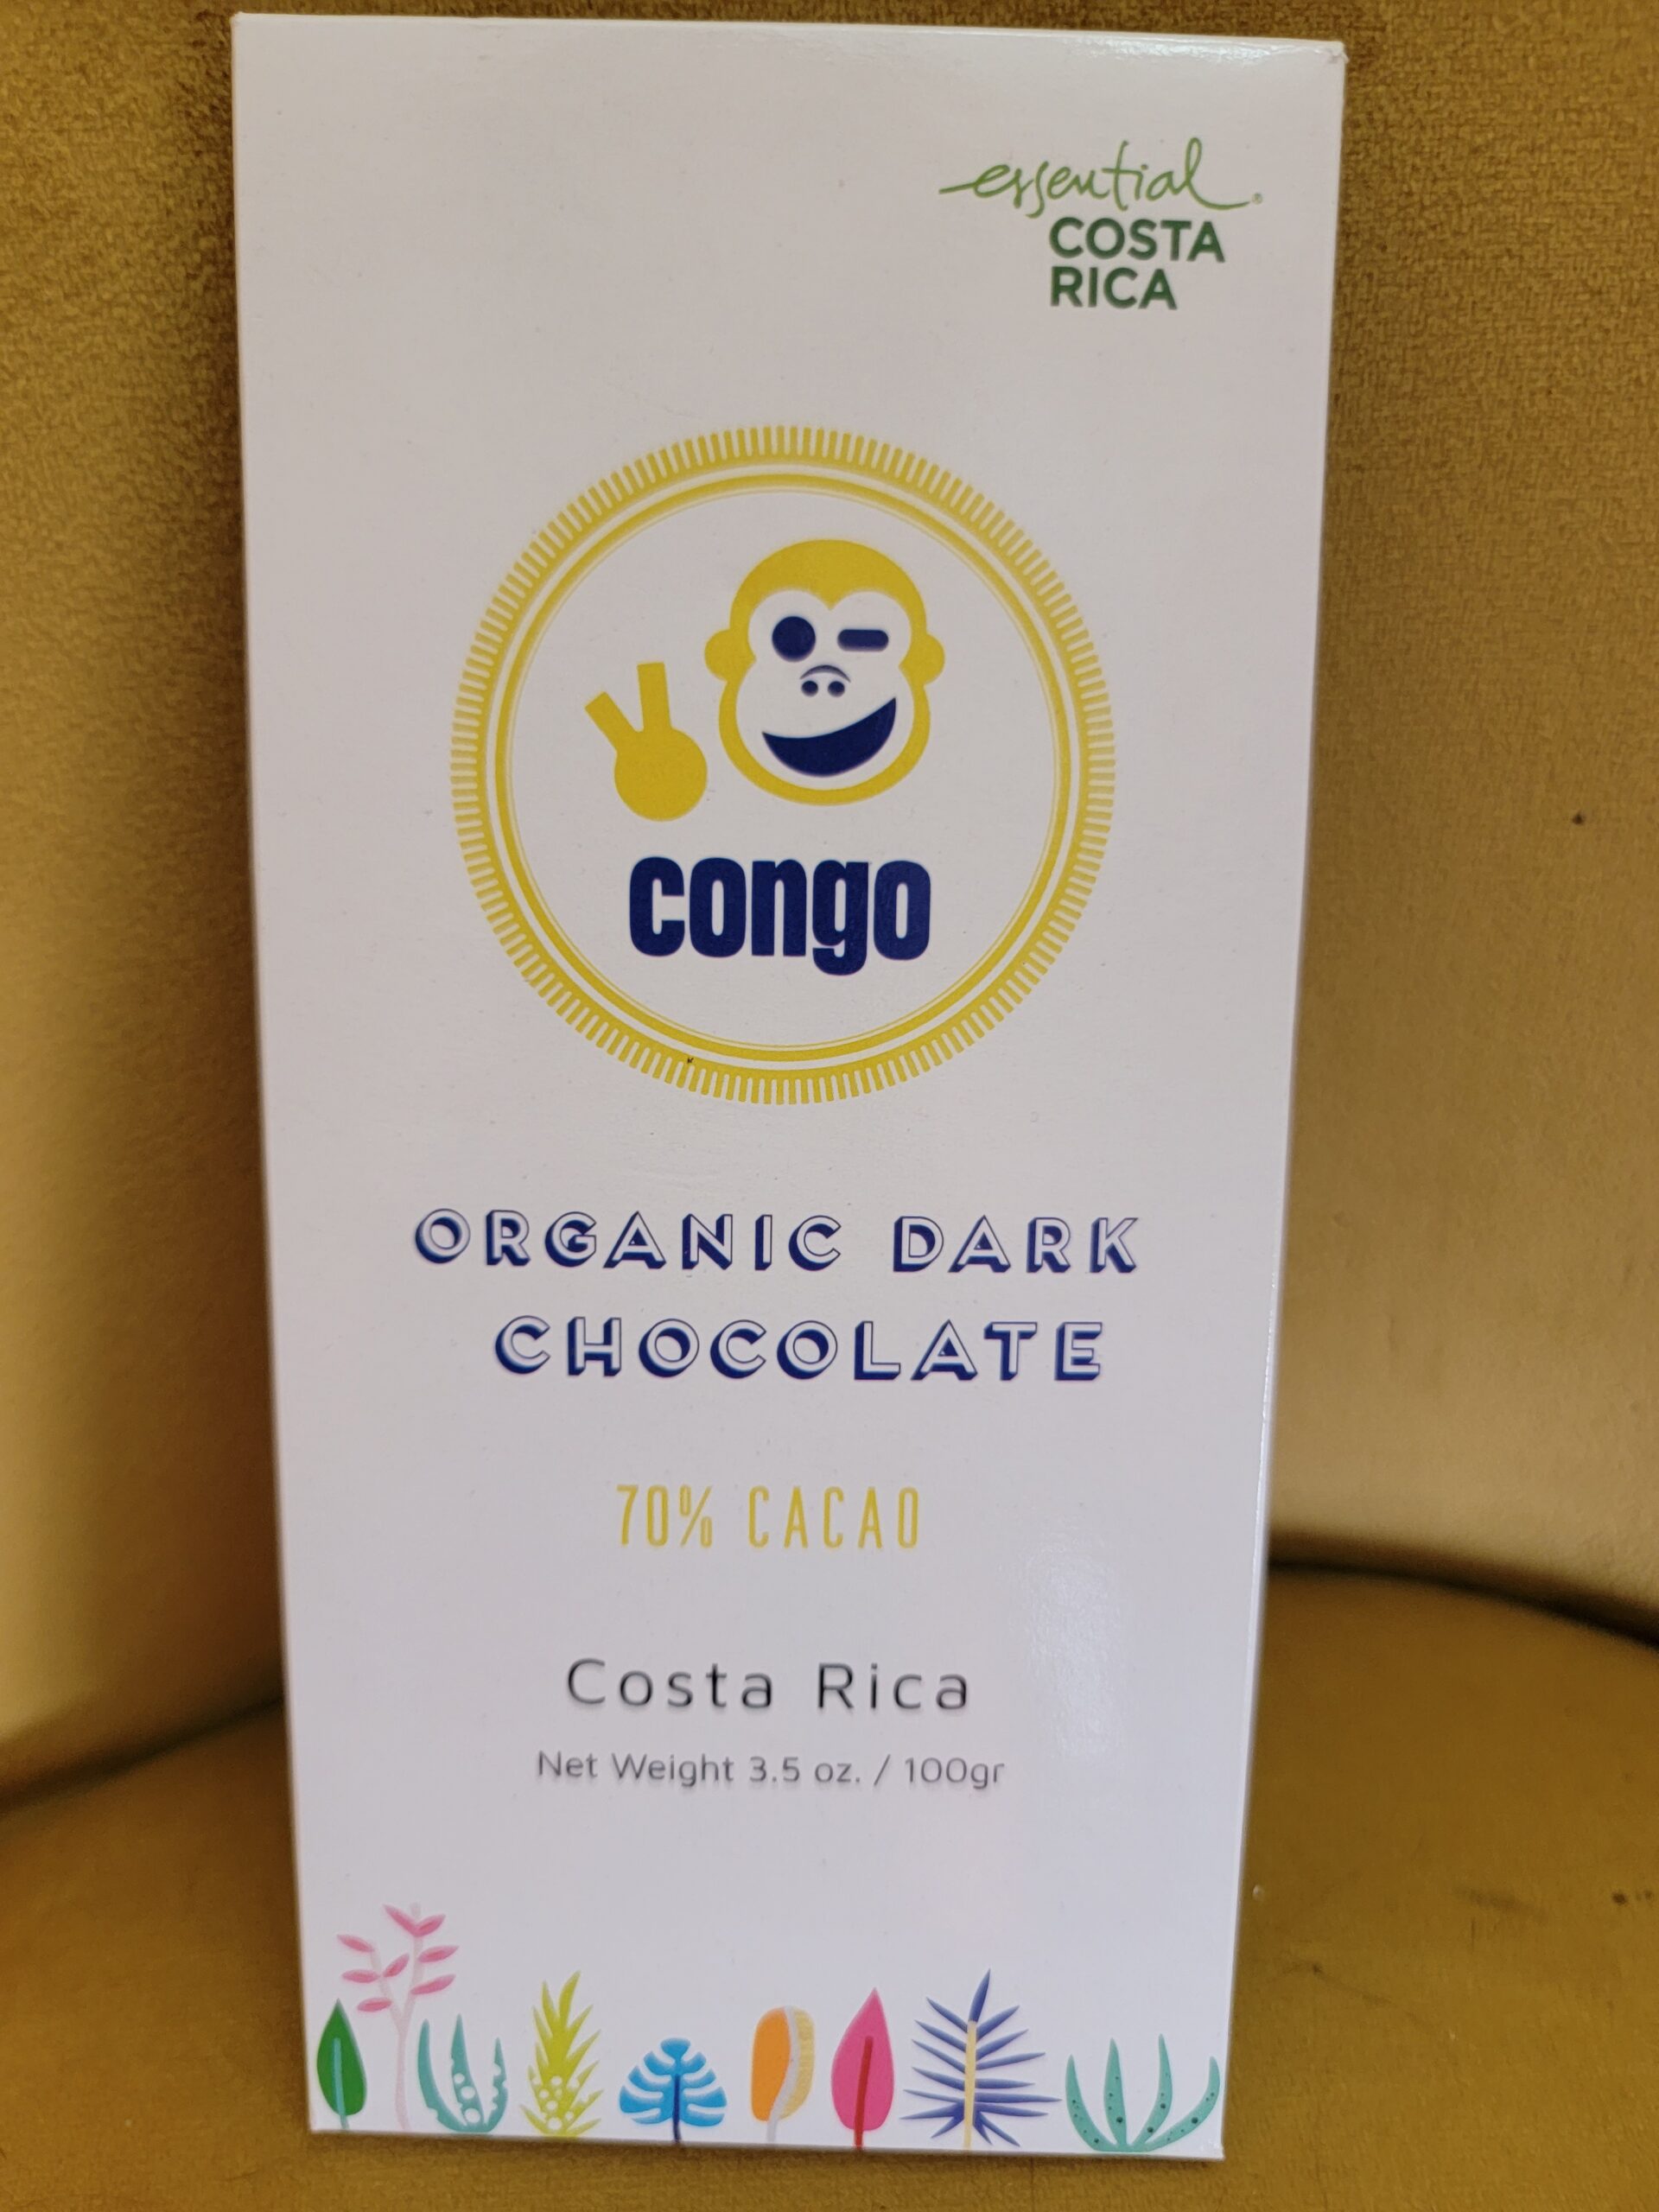 essential®
COSTA
RICA
congo
ORGANIC DARK
CHOCOLATE
70% CACAO
Costa Rica
Net Weight 3.5 oz. / 100gr